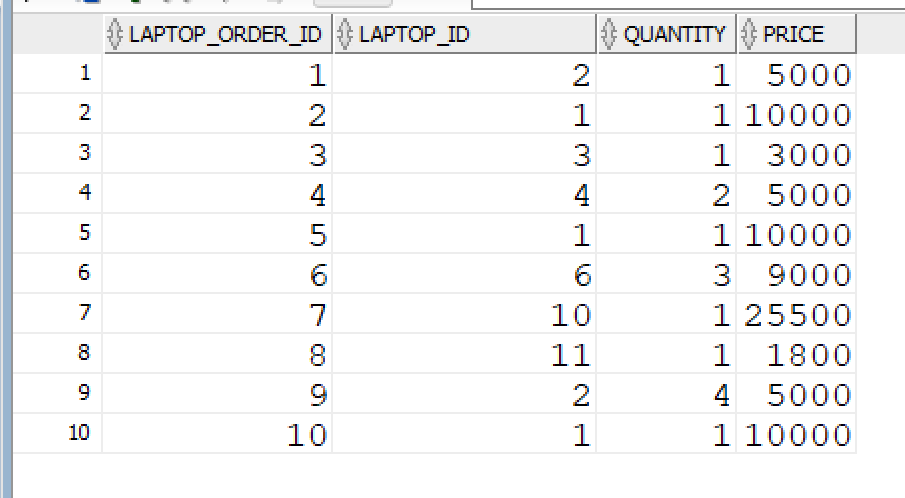 LAPTOP_ORDER_ID LAPTOP_ID QUANTITY PRICE
1 1 2 1 5000
2 2 1 1 10000
3 3 3 1 3000
4 4 4 2 5000
5 5 1 1 10000
6 6 6 3 9000
7 7 10 1 25500
8 8 11 1 1800
9 9 2 4 5000
10 10 1 1 10000